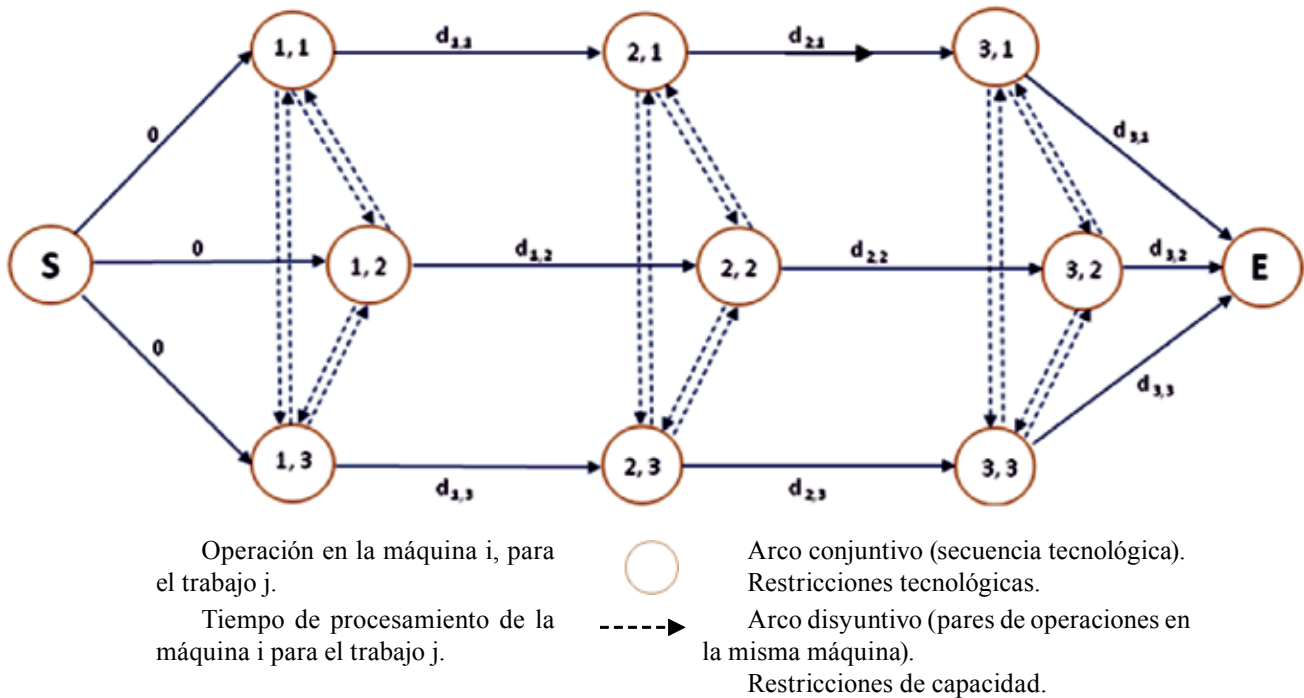 1, 1
d1,1
2, 1
d2,1
3, 1
0
d3,1
S
0
1, 2
d1,2
2, 2
d2,2
3, 2
d3,2
E
0
d3,3
1, 3
d1,3
2, 3
d2,3
3, 3
Operación en la máquina i, para
el trabajo j.
Tiempo de procesamiento de la
máquina i para el trabajo j.
Arco conjuntivo (secuencia tecnológica).
Restricciones tecnológicas.
Arco disyuntivo (pares de operaciones en
la misma máquina).
Restricciones de capacidad.